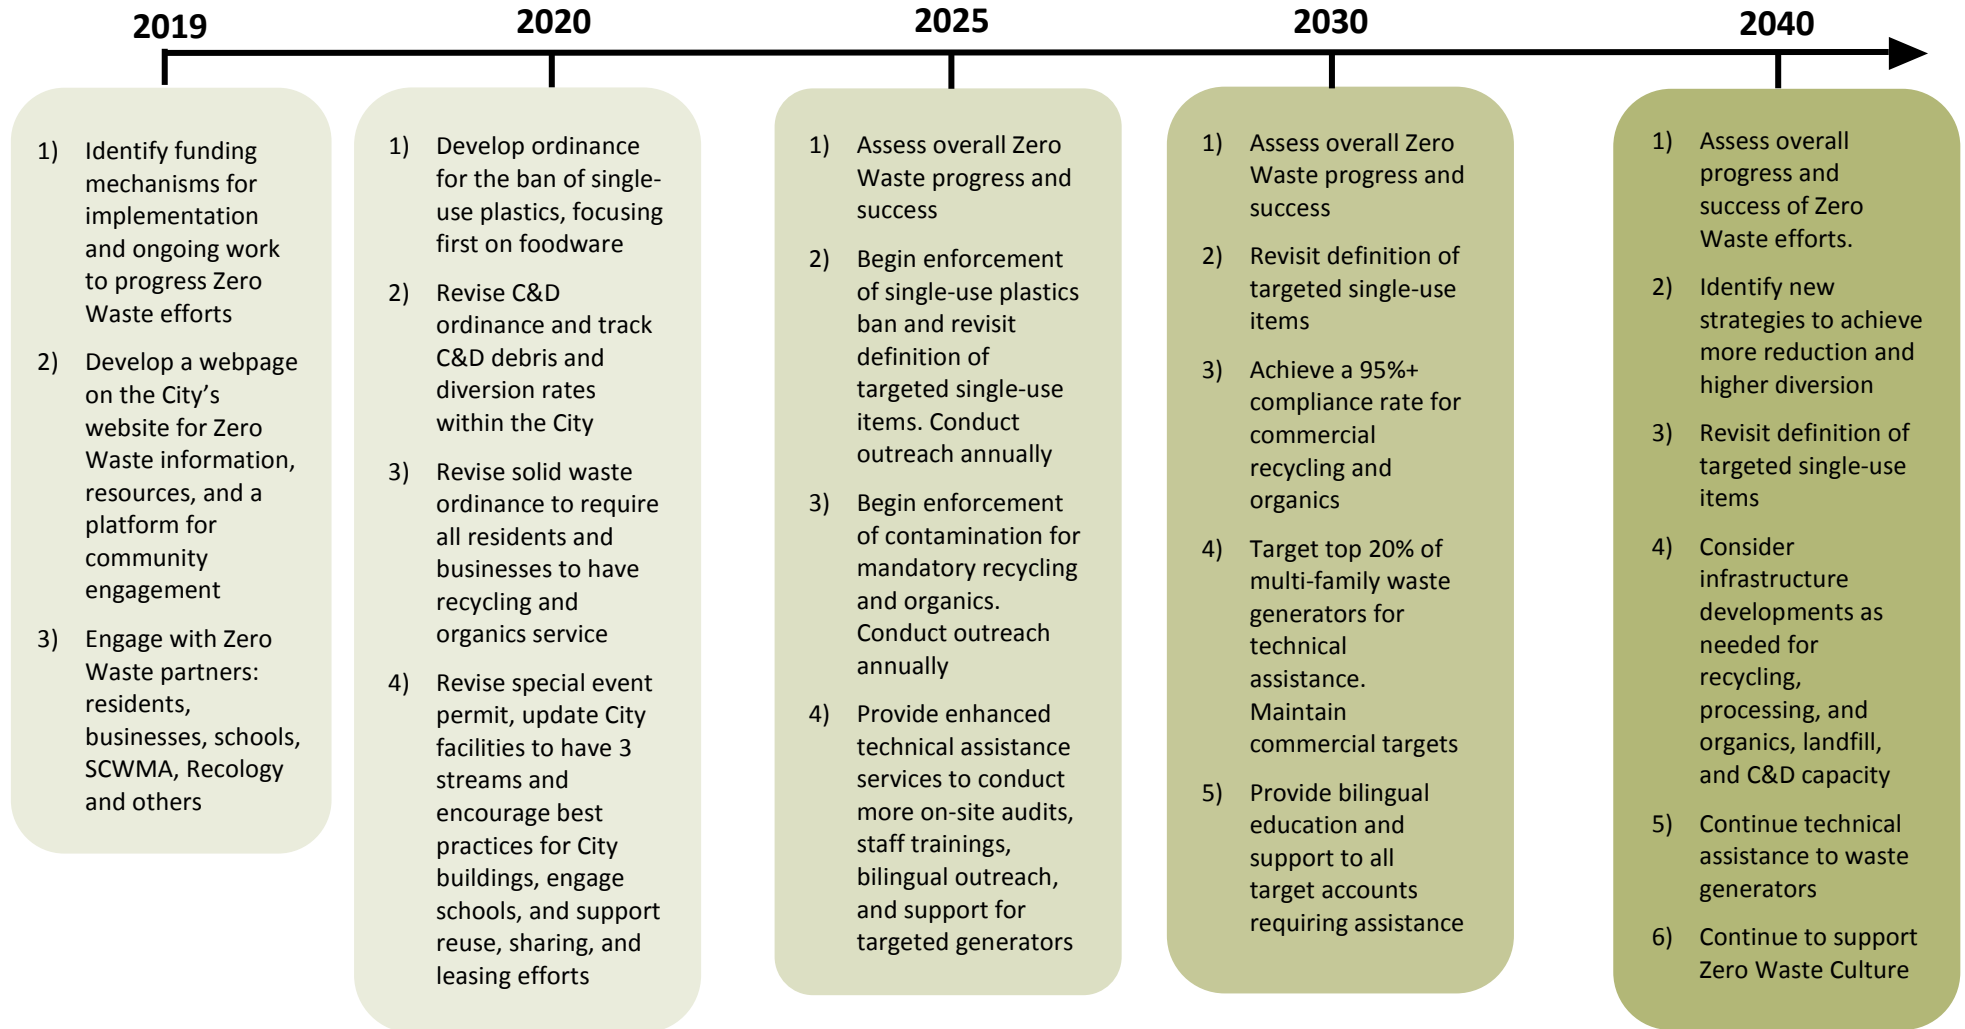 2019
2020
2025
2030
2040
1) Identify funding
mechanisms for
implementation
and ongoing work
to progress Zero
Waste efforts
2) Develop a webpage
on the City’s
website for Zero
Waste information,
resources, and a
platform for
community
engagement
3) Engage with Zero
Waste partners:
residents,
businesses, schools,
SCWMA, Recology
and others
1) Develop ordinance
for the ban of single-
use plastics, focusing
first on foodware
2) Revise C&D
ordinance and track
C&D debris and
diversion rates
within the City
3) Revise solid waste
ordinance to require
all residents and
businesses to have
recycling and
organics service
4) Revise special event
permit, update City
facilities to have 3
streams and
encourage best
practices for City
buildings, engage
schools, and support
reuse, sharing, and
leasing efforts
1) Assess overall Zero
Waste progress and
success
2) Begin enforcement
of single-use plastics
ban and revisit
definition of
targeted single-use
items. Conduct
outreach annually
3) Begin enforcement
of contamination for
mandatory recycling
and organics.
Conduct outreach
annually
4) Provide enhanced
technical assistance
services to conduct
more on-site audits,
staff trainings,
bilingual outreach,
and support for
targeted generators
1) Assess overall Zero
Waste progress and
success
2) Revisit definition of
targeted single-use
items
3) Achieve a 95%+
compliance rate for
commercial
recycling and
organics
4) Target top 20% of
multi-family waste
generators for
technical
assistance.
Maintain
commercial targets
5) Provide bilingual
education and
support to all
target accounts
requiring assistance
1) Assess overall
progress and
success of Zero
Waste efforts.
2) Identify new
strategies to achieve
more reduction and
higher diversion
3) Revisit definition of
targeted single-use
items
4) Consider
infrastructure
developments as
needed for
recycling,
processing, and
organics, landfill,
and C&D capacity
5) Continue technical
assistance to waste
generators
6) Continue to support
Zero Waste Culture